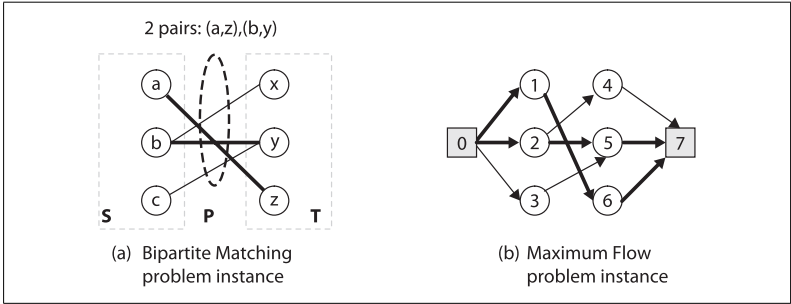 2 pairs: (a,z),(b,y)
a
x
b
y
c
z
S
P
T
1
4
0
2
5
7
3
6
(a) Bipartite Matching
problem instance
(b) Maximum Flow
problem instance